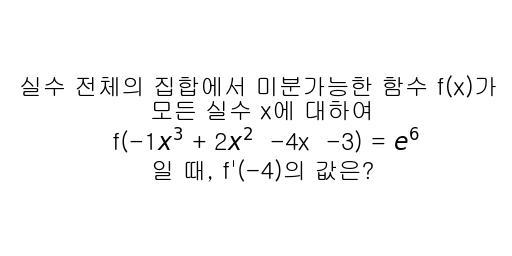 실수 전체의 집합에서 미분가능한 함수 f(x)가
모든 실수 x에 대하여
f(−1x³ + 2x² −4x −3) = e⁶
일 때, f'(−4)의 값은?